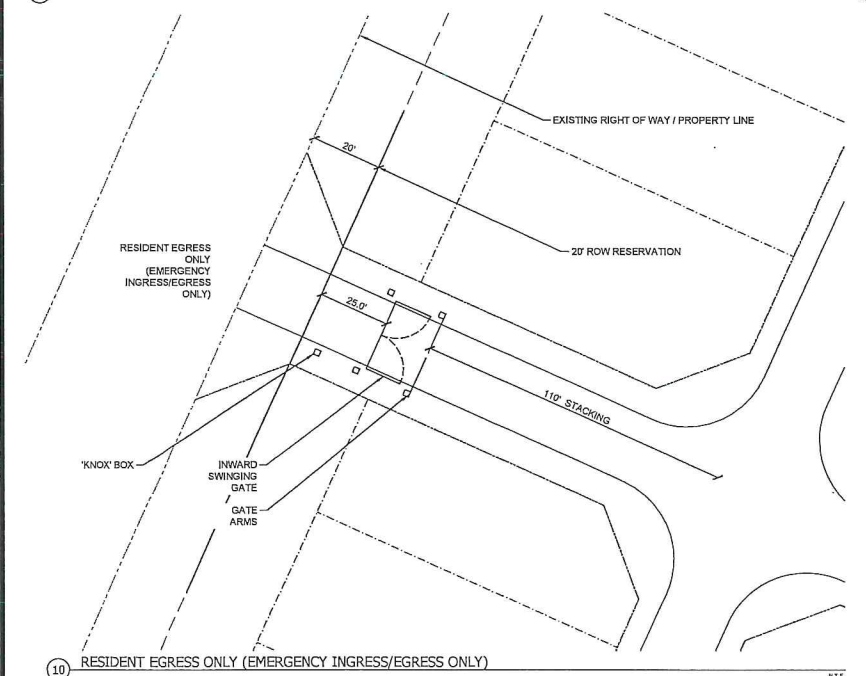 EXISTING RIGHT OF WAY / PROPERTY LINE
20'
20' ROW RESERVATION
RESIDENT EGRESS
ONLY
(EMERGENCY
INGRESS/EGRESS
ONLY)
25.0'
110' STACKING
'KNOX' BOX
INWARD
SWINGING
GATE
GATE
ARMS
10 RESIDENT EGRESS ONLY (EMERGENCY INGRESS/EGRESS ONLY)